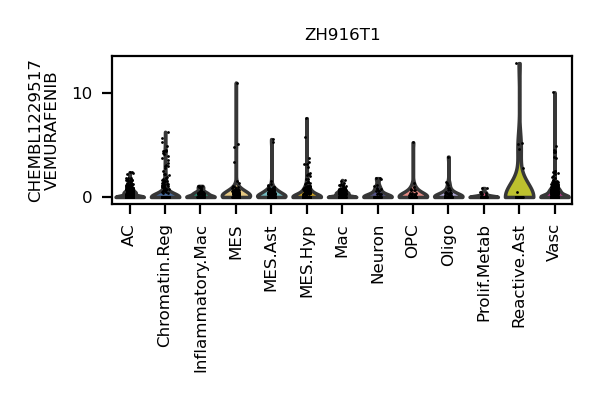 ZH916T1
CHEMBL1229517
VEMURAFENIB
10
0
AC
Chromatin.Reg
Inflammatory.Mac
MES
MES.Ast
MES.Hyp
Mac
Neuron
OPC
Oligo
Prolif.Metab
Reactive.Ast
Vasc